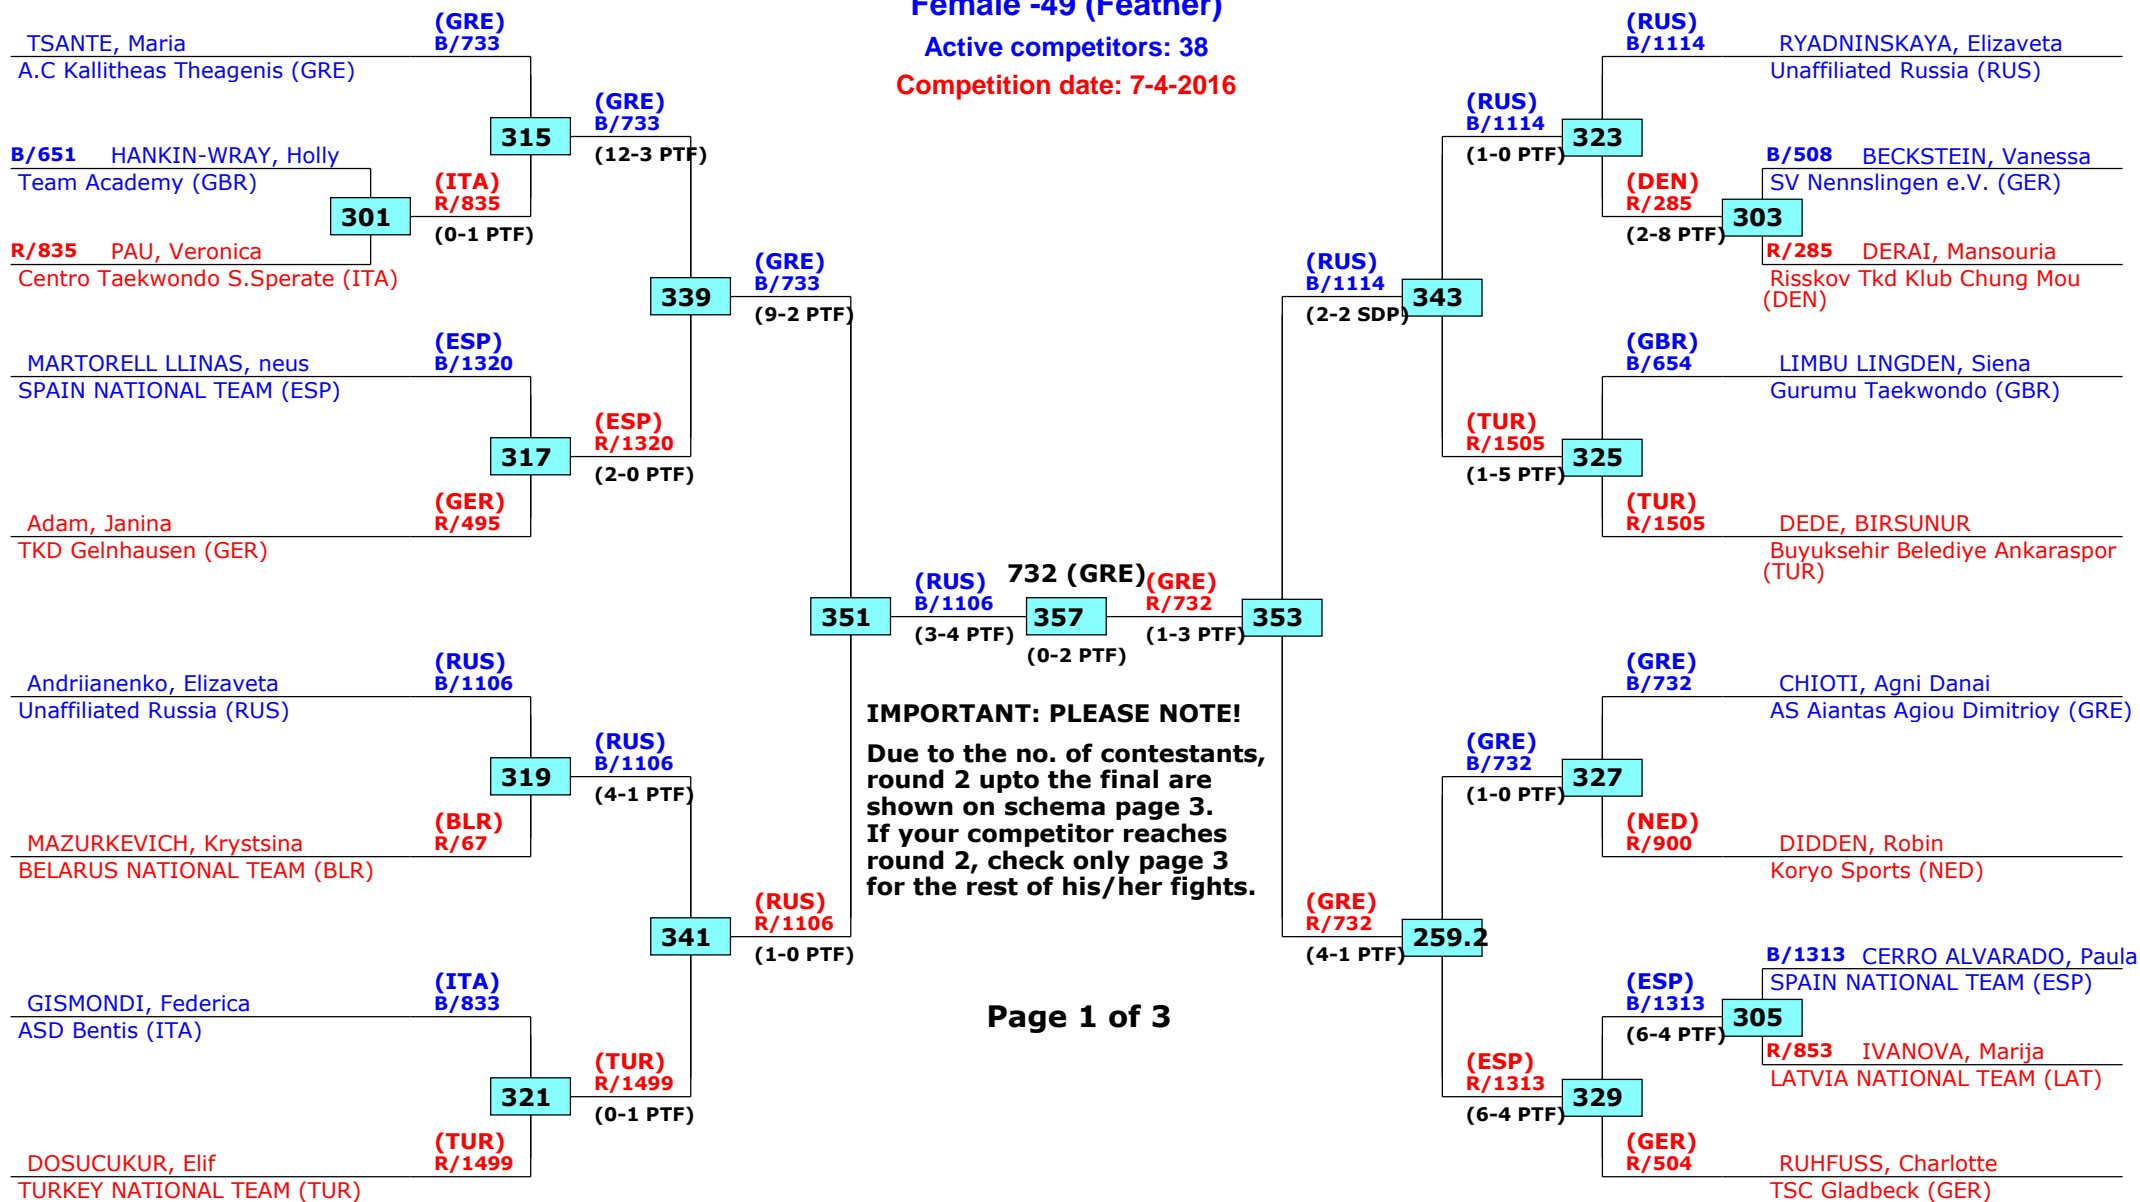 Female -49 (Feather)
Active competitors: 38
Competition date: 7-4-2016
TSANTE, Maria
(GRE)
B/733
A.C Kallitheas Theagenis (GRE)
315
(GRE)
B/733
(12-3 PTF)
B/651 HANKIN-WRAY, Holly
Team Academy (GBR)
301
(ITA)
R/835
(0-1 PTF)
R/835 PAU, Veronica
Centro Taekwondo S.Sperate (ITA)
339
(GRE)
B/733
(9-2 PTF)
MARTORELL LLINAS, neus
(ESP)
B/1320
SPAIN NATIONAL TEAM (ESP)
317
(ESP)
R/1320
(2-0 PTF)
Adam, Janina
(GER)
R/495
TKD Gelnhausen (GER)
351
(RUS)
B/1106
(3-4 PTF)
732 (GRE)
357
(0-2 PTF)
(GRE)
R/732
(1-3 PTF)
353
Andriianenko, Elizaveta
(RUS)
B/1106
Unaffiliated Russia (RUS)
319
(RUS)
B/1106
(4-1 PTF)
MAZURKEVICH, Krystsina
(BLR)
R/67
BELARUS NATIONAL TEAM (BLR)
341
(RUS)
R/1106
(1-0 PTF)
GISMONDI, Federica
(ITA)
B/833
ASD Bentis (ITA)
321
(TUR)
R/1499
(0-1 PTF)
DOSUCUKUR, Elif
(TUR)
R/1499
TURKEY NATIONAL TEAM (TUR)
IMPORTANT: PLEASE NOTE!
Due to the no. of contestants,
round 2 upto the final are
shown on schema page 3.
If your competitor reaches
round 2, check only page 3
for the rest of his/her fights.
Page 1 of 3
(RUS)
B/1114
RYADNINSKAYA, Elizaveta
Unaffiliated Russia (RUS)
(RUS)
B/1114
(1-0 PTF)
323
B/508 BECKSTEIN, Vanessa
SV Nennslingen e.V. (GER)
(DEN)
R/285
(2-8 PTF)
303
R/285 DERAI, Mansouria
Risskov Tkd Klub Chung Mou
(DEN)
(RUS)
B/1114
(2-2 SDP)
343
(GBR)
B/654
LIMBU LINGDEN, Siena
Gurumu Taekwondo (GBR)
(TUR)
R/1505
(1-5 PTF)
325
(TUR)
R/1505
DEDE, BIRSUNUR
Buyuksehir Belediye Ankaraspor
(TUR)
(GRE)
B/732
CHIOTI, Agni Danai
AS Aiantas Agiou Dimitrioy (GRE)
(GRE)
B/732
(1-0 PTF)
327
(NED)
R/900
DIDDEN, Robin
Koryo Sports (NED)
(GRE)
R/732
(4-1 PTF)
259.2
B/1313 CERRO ALVARADO, Paula
SPAIN NATIONAL TEAM (ESP)
(ESP)
B/1313
(6-4 PTF)
305
R/853 IVANOVA, Marija
LATVIA NATIONAL TEAM (LAT)
(ESP)
R/1313
(6-4 PTF)
329
(GER)
R/504
RUHFUSS, Charlotte
TSC Gladbeck (GER)